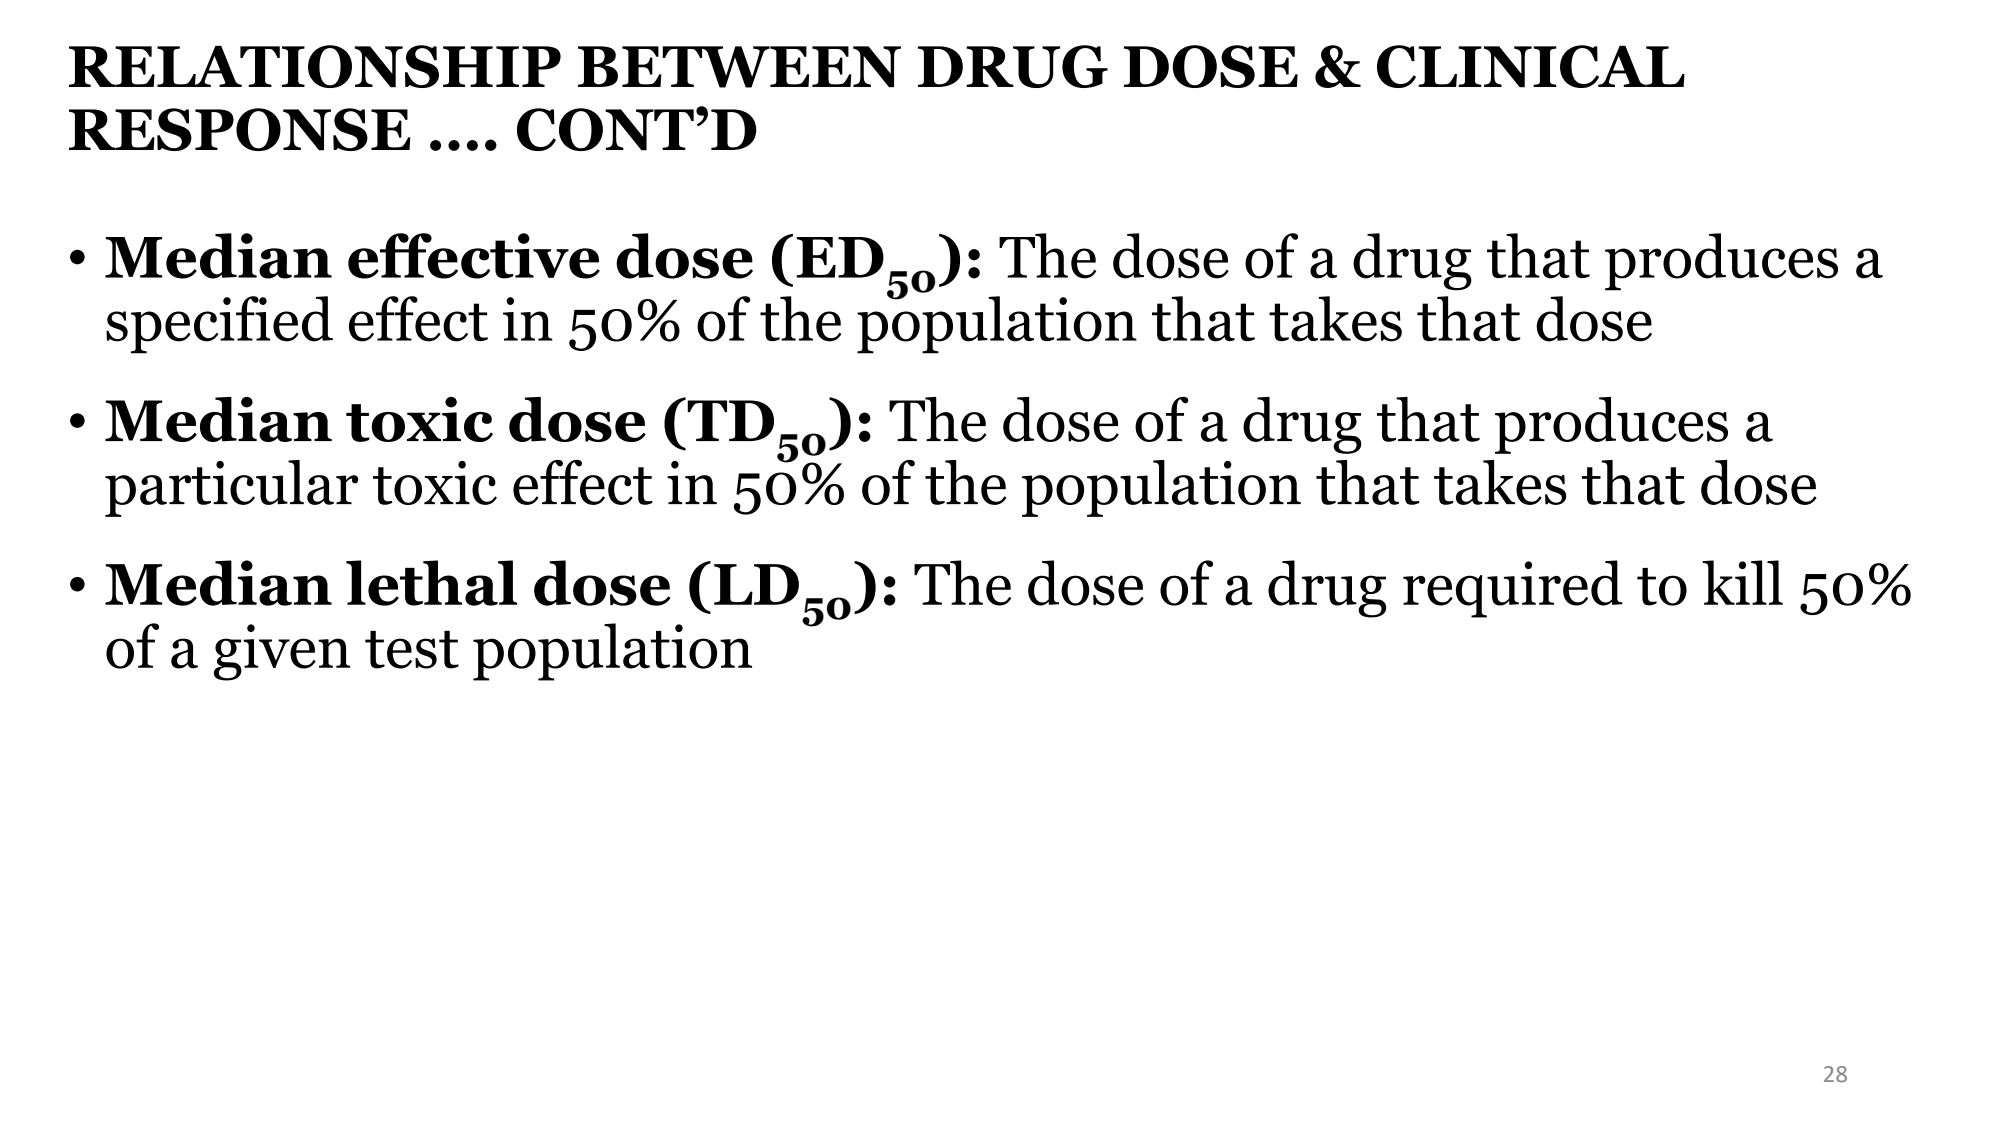 RELATIONSHIP BETWEEN DRUG DOSE & CLINICAL
RESPONSE .... CONT’D
• Median effective dose (ED₅₀): The dose of a drug that produces a
specified effect in 50% of the population that takes that dose
• Median toxic dose (TD₅₀): The dose of a drug that produces a
particular toxic effect in 50% of the population that takes that dose
• Median lethal dose (LD₅₀): The dose of a drug required to kill 50%
of a given test population
28